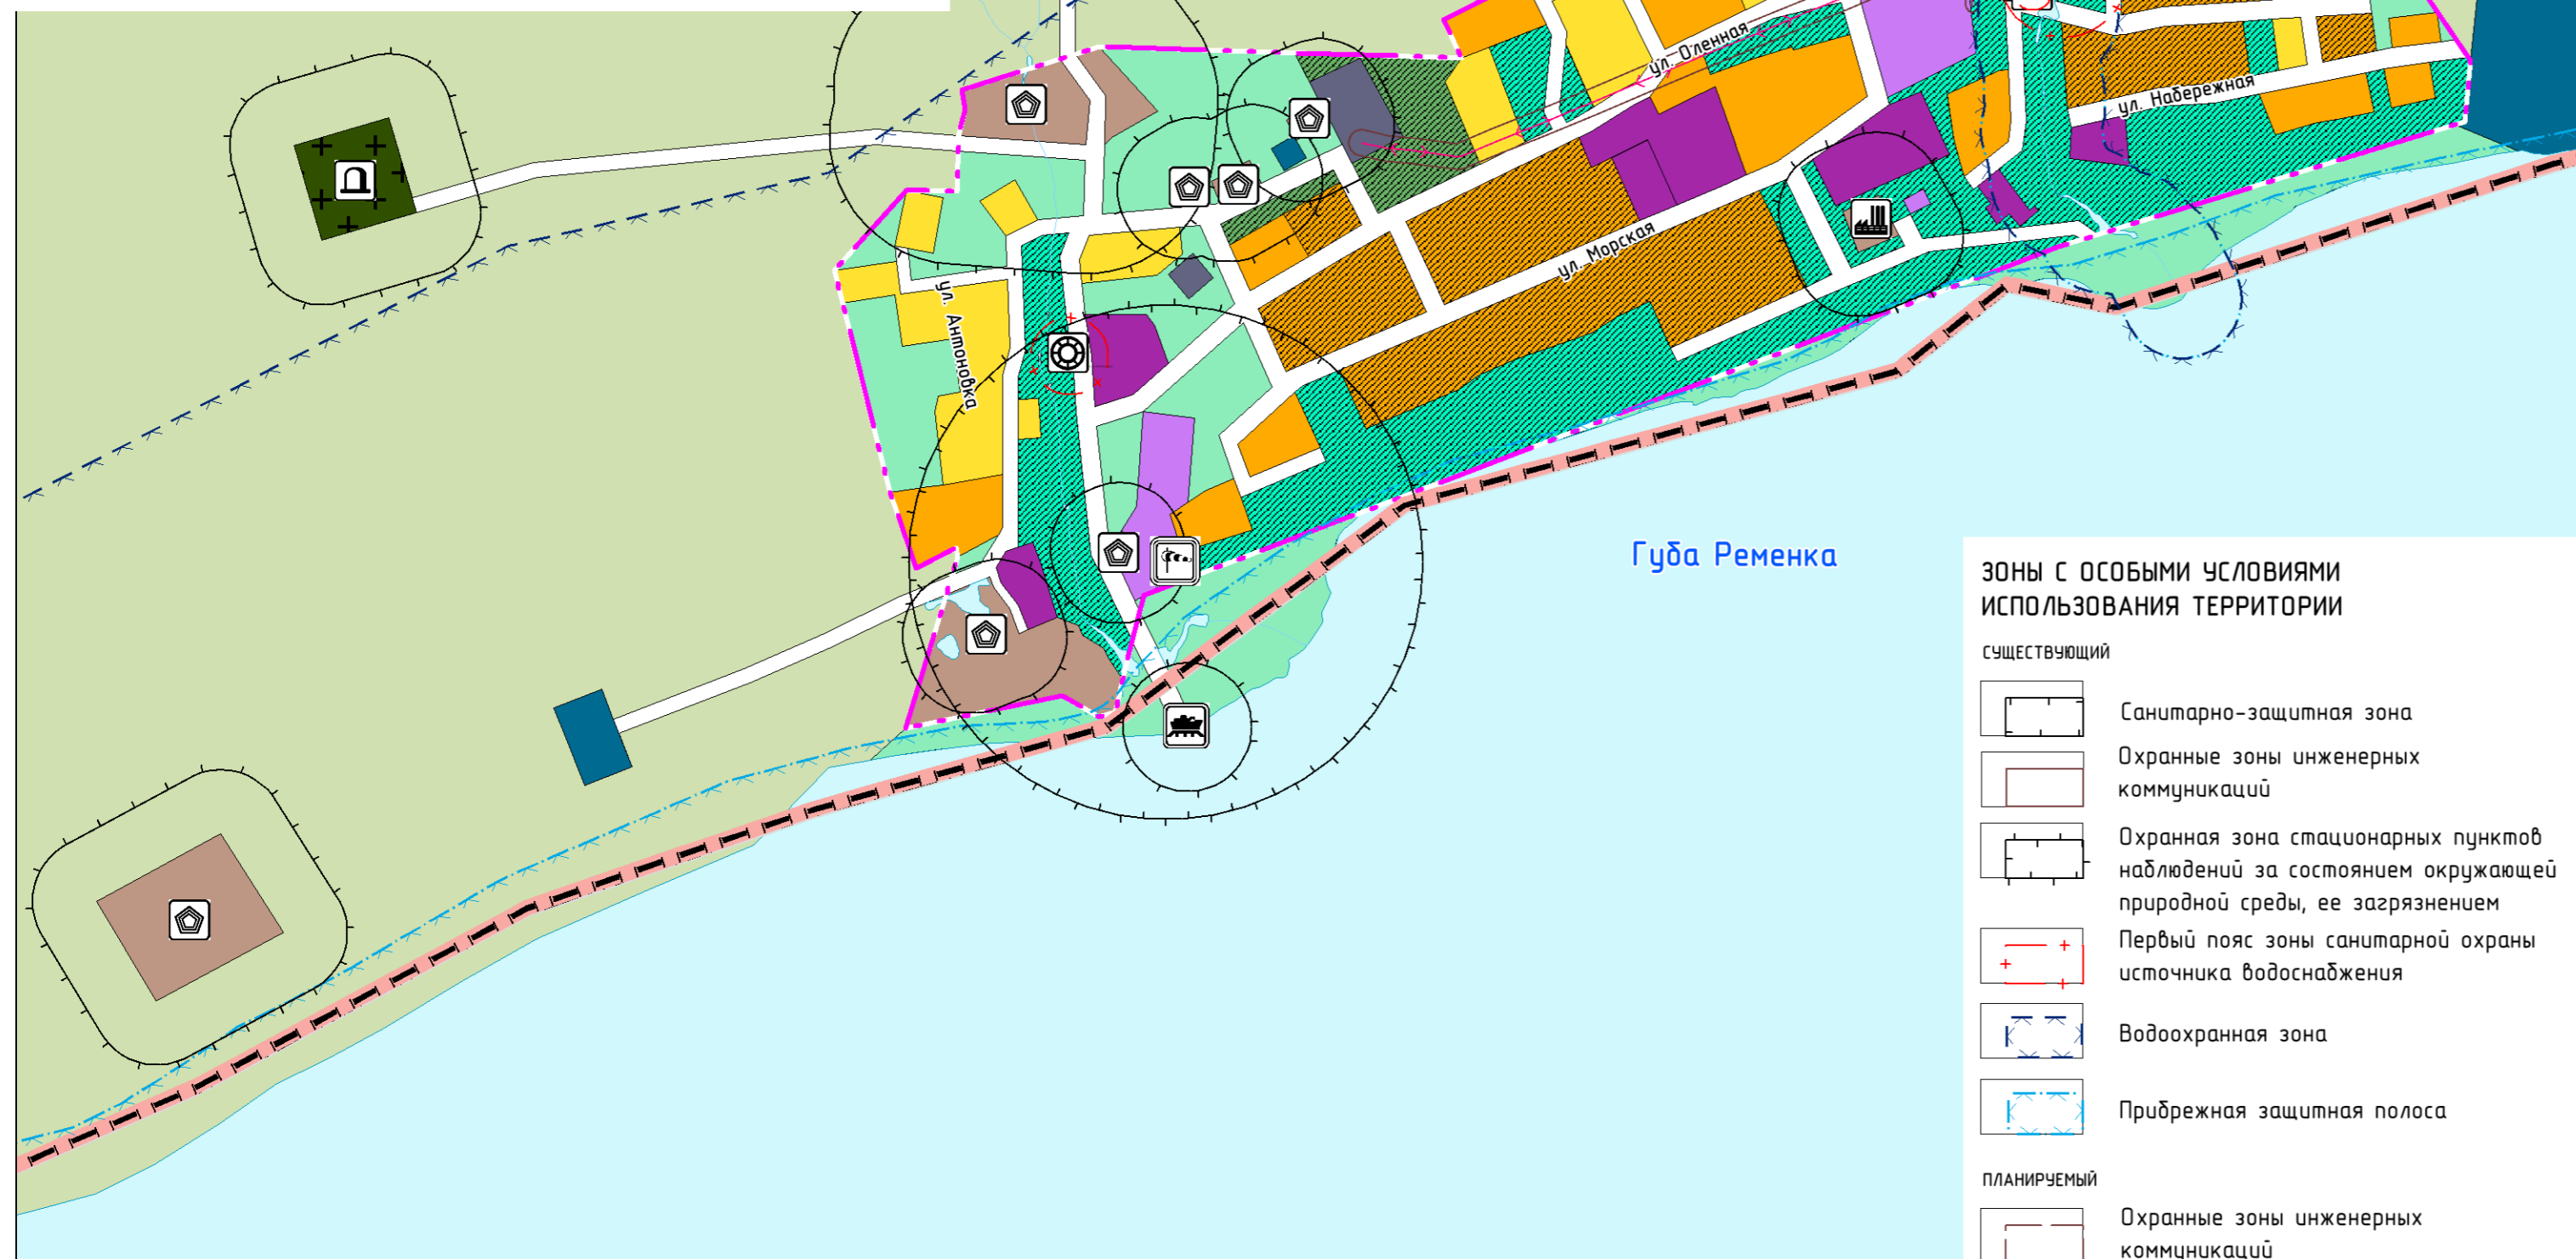 ул. Оленная
ул. Набережная
ул. Морская
ул. Антоновка
Губа Ременка
ЗОНЫ С ОСОБЫМИ УСЛОВИЯМИ
ИСПОЛЬЗОВАНИЯ ТЕРРИТОРИИ
СУЩЕСТВУЮЩИЙ
Санитарно-защитная зона
Охранные зоны инженерных
коммуникаций
Охранная зона стационарных пунктов
наблюдений за состоянием окружающей
природной среды, ее загрязнением
Первый пояс зоны санитарной охраны
источника водоснабжения
Водоохранная зона
Прибрежная защитная полоса
ПЛАНИРУЕМЫЙ
Охранные зоны инженерных
коммуникаций